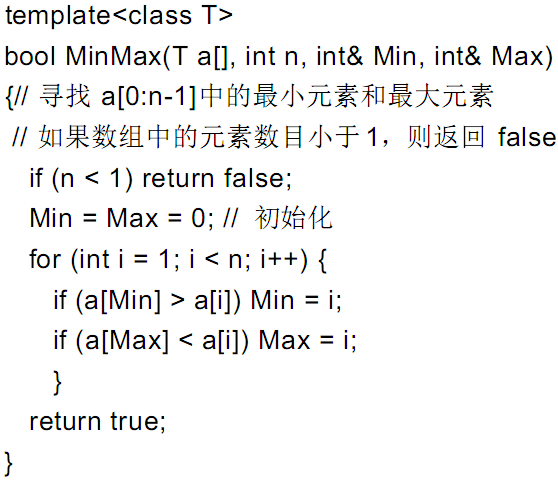 template<class T>
bool MinMax(T a[], int n, int& Min, int& Max)
{// 寻找 a[0:n-1]中的最小元素和最大元素
// 如果数组中的元素数目小于1，则返回 false
if (n < 1) return false;
Min = Max = 0; // 初始化
for (int i = 1; i < n; i++) {
if (a[Min] > a[i]) Min = i;
if (a[Max] < a[i]) Max = i;
}
return true;
}